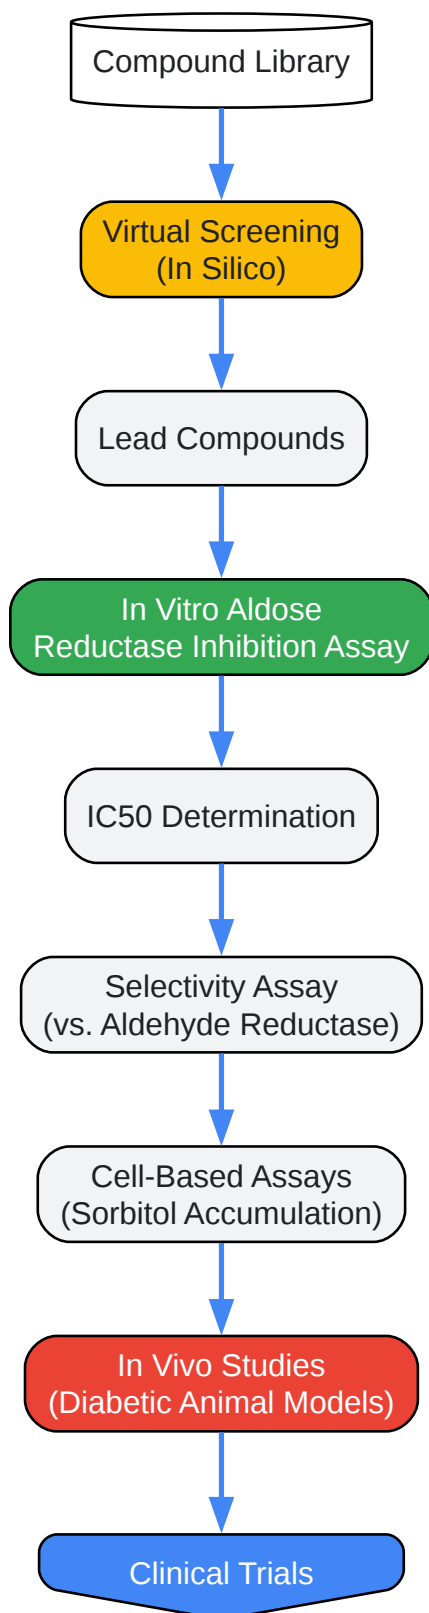 Compound Library
Virtual Screening
(In Silico)
Lead Compounds
In Vitro Aldose
Reductase Inhibition Assay
IC50 Determination
Selectivity Assay
(vs. Aldehyde Reductase)
Cell-Based Assays
(Sorbitol Accumulation)
In Vivo Studies
(Diabetic Animal Models)
Clinical Trials